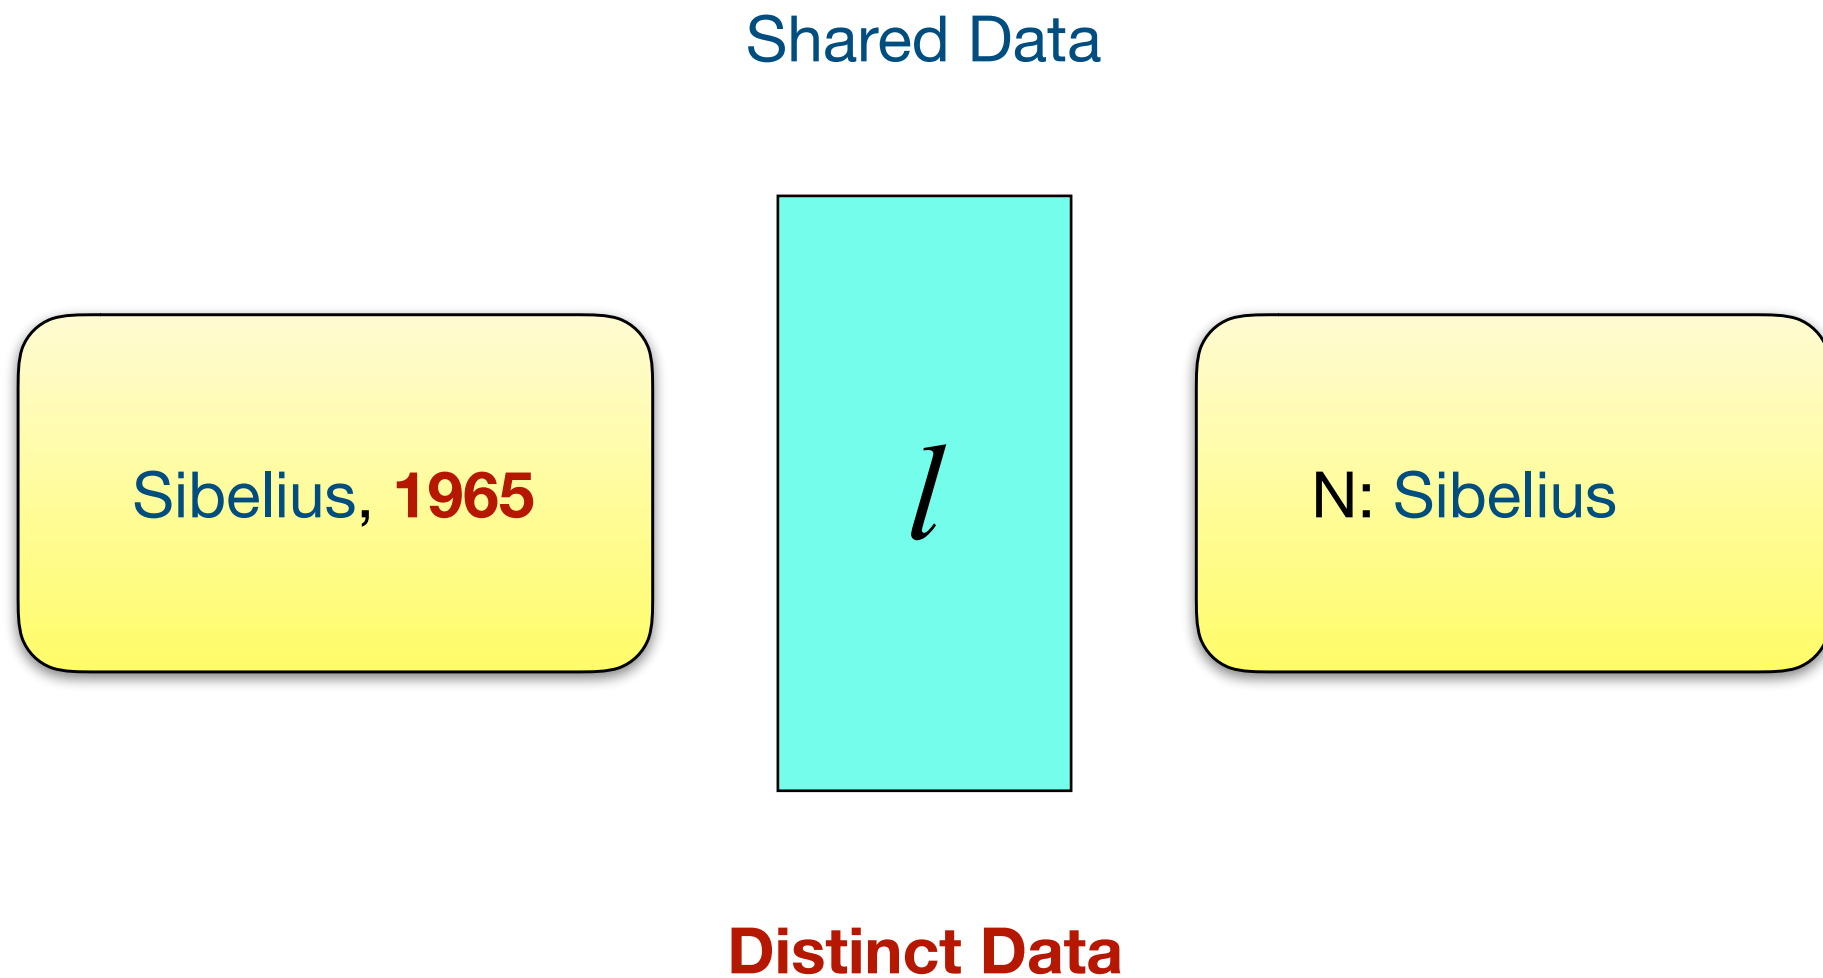 Shared Data
Sibelius, 1965
l
N: Sibelius
Distinct Data